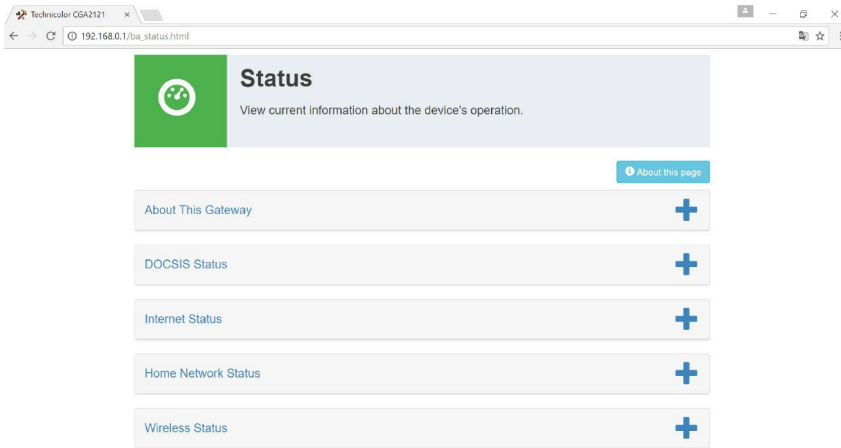 Technicolor CGA2121
192.168.0.1/ba_status.html
Status
View current information about the device's operation.
About this page
About This Gateway
DOCSIS Status
Internet Status
Home Network Status
Wireless Status